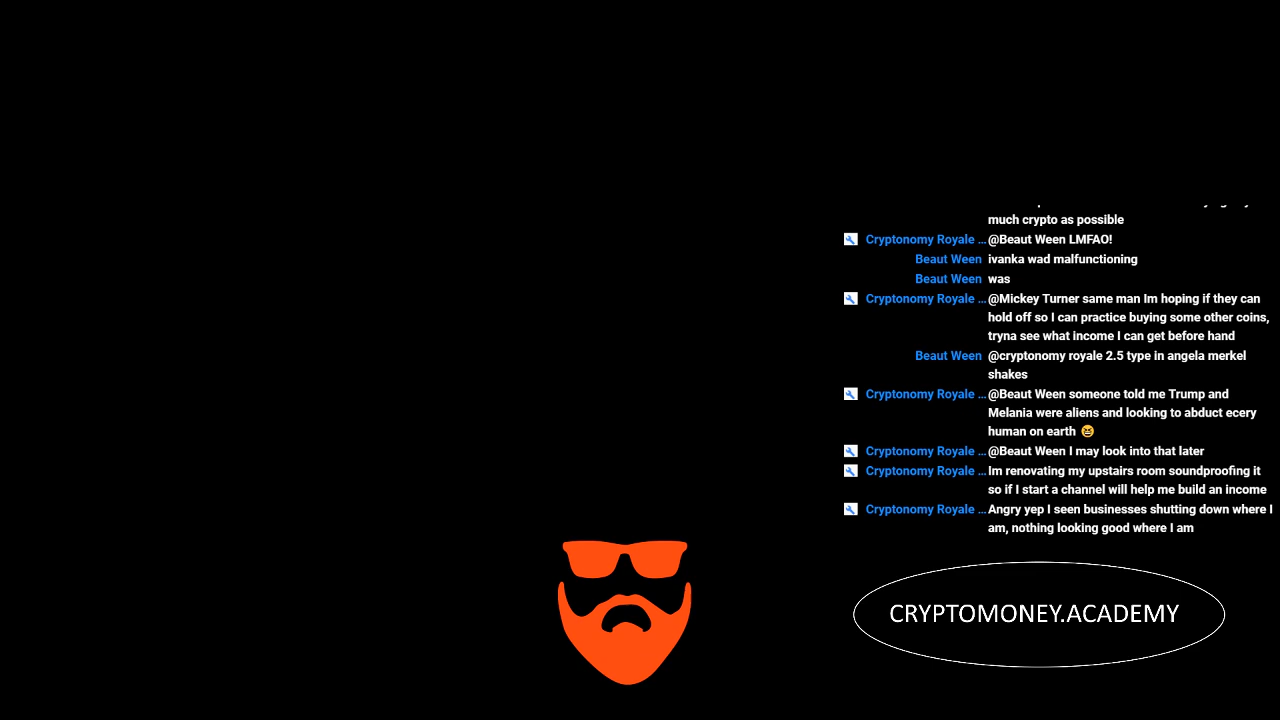 much crypto as possible
Cryptonomy Royale ... @Beaut Ween LMFAO!
Beaut Ween ivanka wad malfunctioning
Beaut Ween was
Cryptonomy Royale ... @Mickey Turner same man Im hoping if they can
hold off so I can practice buying some other coins,
tryna see what income I can get before hand
Beaut Ween @cryptonomy royale 2.5 type in angela merkel
shakes
Cryptonomy Royale ... @Beaut Ween someone told me Trump and
Melania were aliens and looking to abduct ecery
human on earth 😆
Cryptonomy Royale ... @Beaut Ween I may look into that later
Cryptonomy Royale ... Im renovating my upstairs room soundproofing it
so if I start a channel will help me build an income
Cryptonomy Royale ... Angry yep I seen businesses shutting down where I
am, nothing looking good where I am
CRYPTOMONEY.ACADEMY